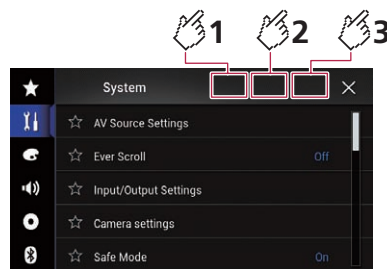 1 2 3
System
AV Source Settings
Ever Scroll Off
Input/Output Settings
Camera settings
Safe Mode On